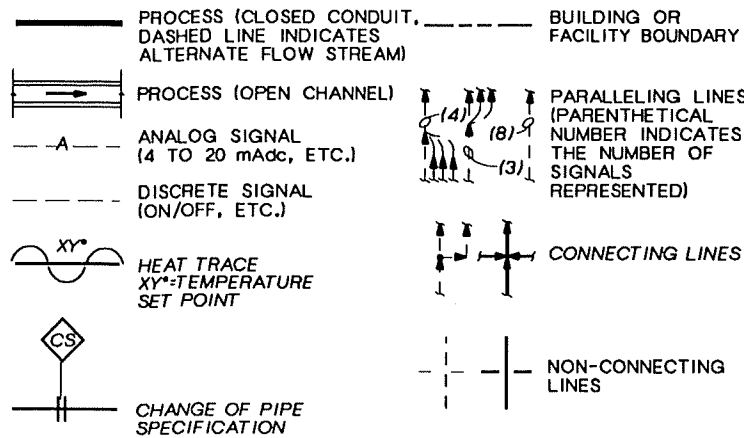 PROCESS (CLOSED CONDUIT,
DASHED LINE INDICATES
ALTERNATE FLOW STREAM)
PROCESS (OPEN CHANNEL)
A
ANALOG SIGNAL
(4 TO 20 mAdc, ETC.)
DISCRETE SIGNAL
(ON/OFF, ETC.)
XY°
HEAT TRACE
XY°=TEMPERATURE
SET POINT
CS
CHANGE OF PIPE
SPECIFICATION
BUILDING OR
FACILITY BOUNDARY
(4)
(8)
(3)
PARALLELING LINES
(PARENTHETICAL
NUMBER INDICATES
THE NUMBER OF
SIGNALS
REPRESENTED)
CONNECTING LINES
NON-CONNECTING
LINES